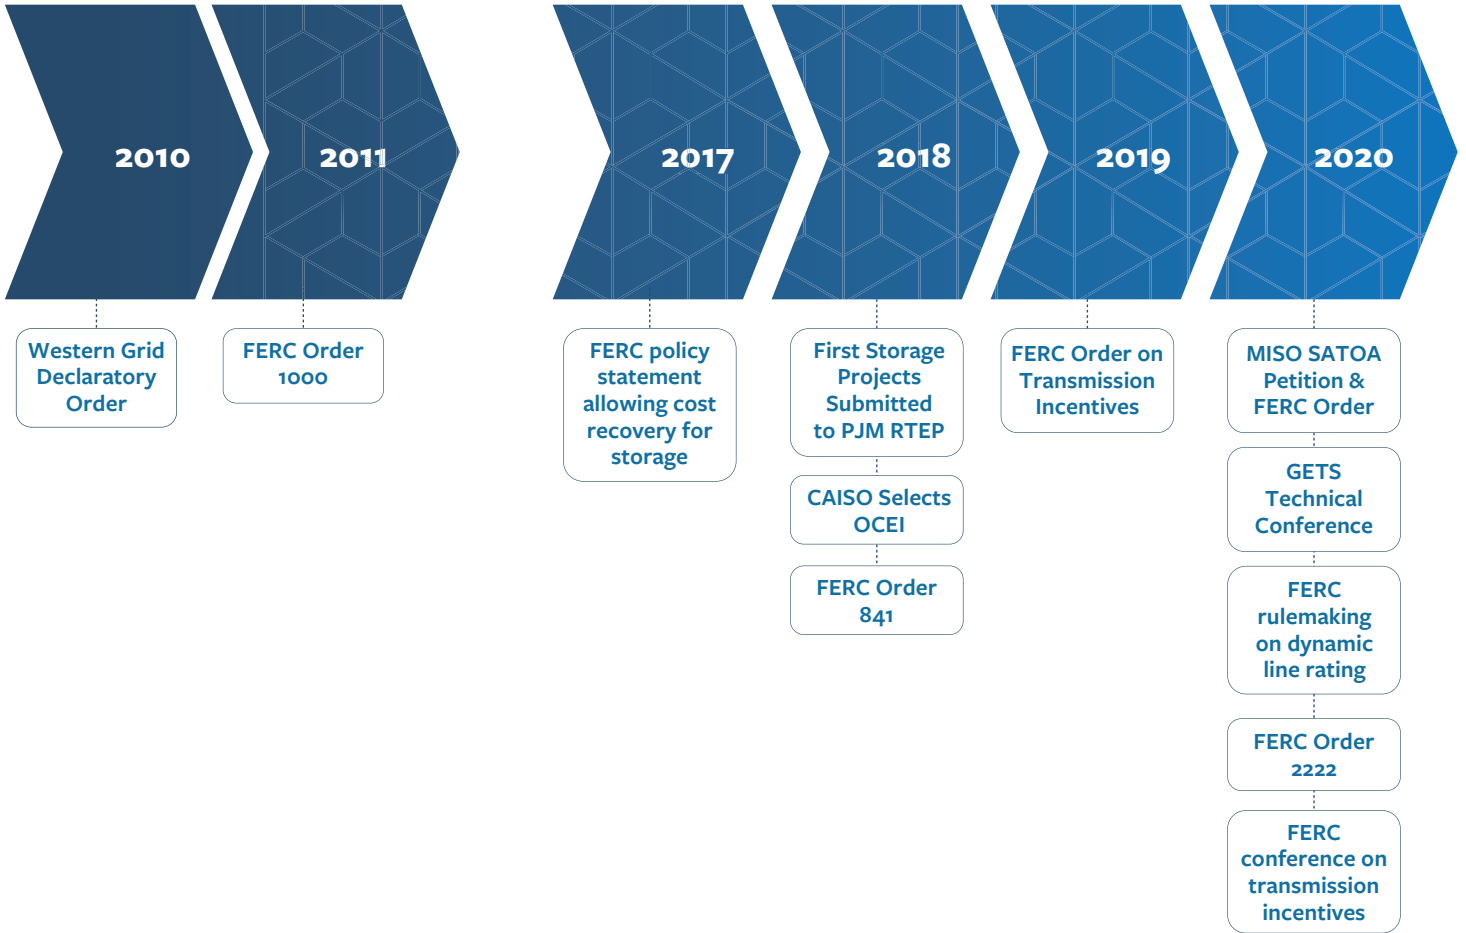 2010
2011
2017
2018
2019
2020
Western Grid
Declaratory
Order
FERC Order
1000
FERC policy
statement
allowing cost
recovery for
storage
First Storage
Projects
Submitted
to PJM RTEP
CAISO Selects
OCEI
FERC Order
841
FERC Order on
Transmission
Incentives
MISO SATOA
Petition &
FERC Order
GETS
Technical
Conference
FERC
rulemaking
on dynamic
line rating
FERC Order
2222
FERC
conference on
transmission
incentives